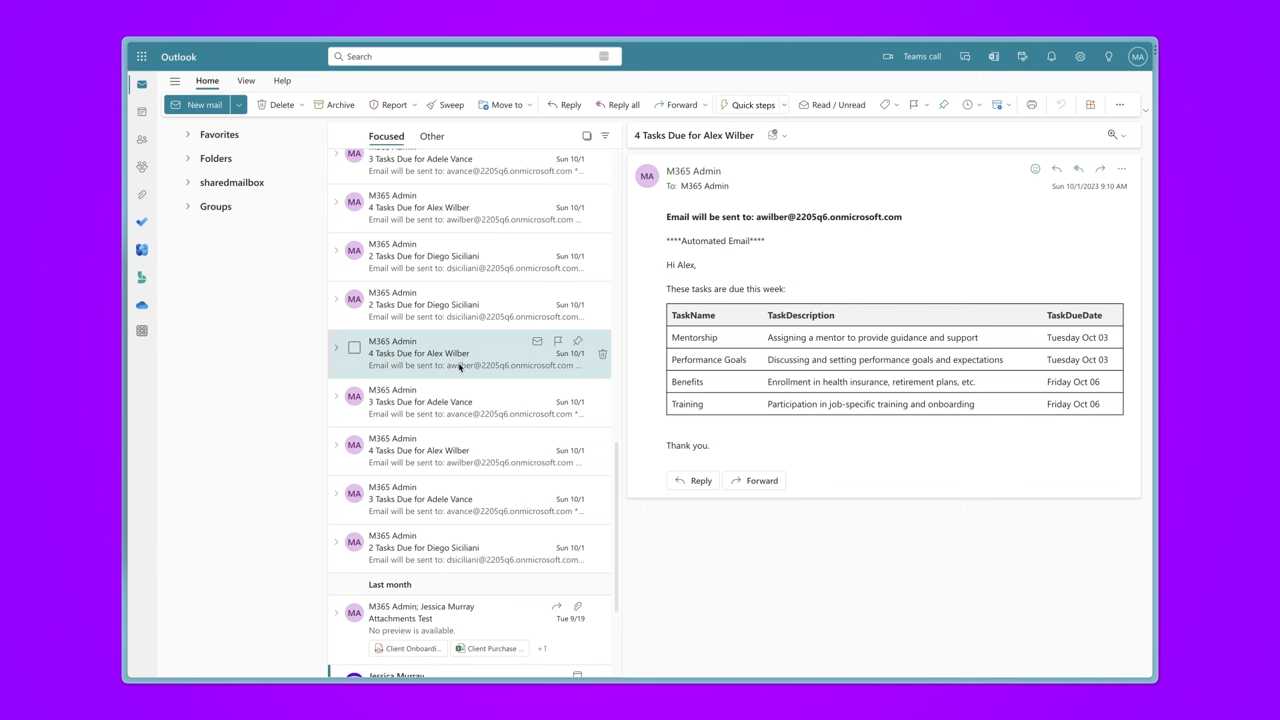 Outlook
Search
Teams call
MA
Home
View
Help
New mail
Delete
Archive
Report
Sweep
Move to
Reply
Reply all
Forward
Quick steps
Read / Unread
Favorites
Folders
sharedmailbox
Groups
Focused
Other
MA
3 Tasks Due for Adele Vance
Sun 10/1
Email will be sent to: avance@2205q6.onmicrosoft.com *...
MA
M365 Admin
4 Tasks Due for Alex Wilber
Sun 10/1
Email will be sent to: awilber@2205q6.onmicrosoft.com ...
MA
M365 Admin
2 Tasks Due for Diego Siciliani
Sun 10/1
Email will be sent to: dsiciliani@2205q6.onmicrosoft.com...
MA
M365 Admin
2 Tasks Due for Diego Siciliani
Sun 10/1
Email will be sent to: dsiciliani@2205q6.onmicrosoft.com...
M365 Admin
4 Tasks Due for Alex Wilber
Sun 10/1
Email will be sent to: awilber@2205q6.onmicrosoft.com ...
MA
M365 Admin
3 Tasks Due for Adele Vance
Sun 10/1
Email will be sent to: avance@2205q6.onmicrosoft.com *...
MA
M365 Admin
4 Tasks Due for Alex Wilber
Sun 10/1
Email will be sent to: awilber@2205q6.onmicrosoft.com ...
MA
M365 Admin
3 Tasks Due for Adele Vance
Sun 10/1
Email will be sent to: avance@2205q6.onmicrosoft.com *...
MA
M365 Admin
2 Tasks Due for Diego Siciliani
Sun 10/1
Email will be sent to: dsiciliani@2205q6.onmicrosoft.com...
Last month
MA
M365 Admin; Jessica Murray
Attachments Test
Tue 9/19
No preview is available.
Client Onboardi...
Client Purchase ...
+1
Jessica Murray
4 Tasks Due for Alex Wilber
MA
M365 Admin
To: M365 Admin
Sun 10/1/2023 9:10 AM
Email will be sent to: awilber@2205q6.onmicrosoft.com
****Automated Email****
Hi Alex,
These tasks are due this week:
TaskName TaskDescription TaskDueDate
Mentorship Assigning a mentor to provide guidance and support Tuesday Oct 03
Performance Goals Discussing and setting performance goals and expectations Tuesday Oct 03
Benefits Enrollment in health insurance, retirement plans, etc. Friday Oct 06
Training Participation in job-specific training and onboarding Friday Oct 06
Thank you.
Reply
Forward